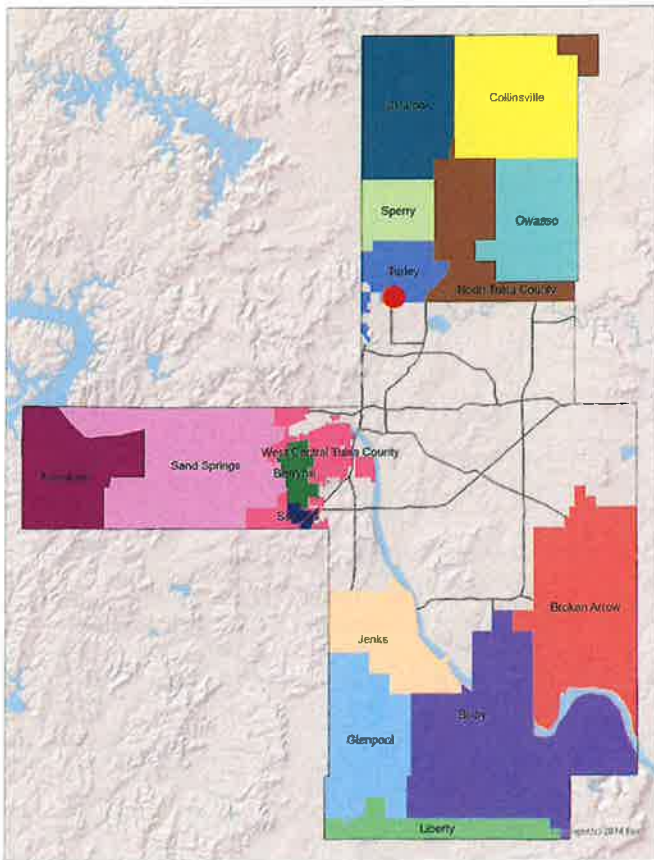 Collinsville
Sperry
Owasso
Turley
North Tulsa County
West Central Tulsa County
Sand Springs
Berryhill
Broken Arrow
Jenks
Bixby
Glenpool
Liberty